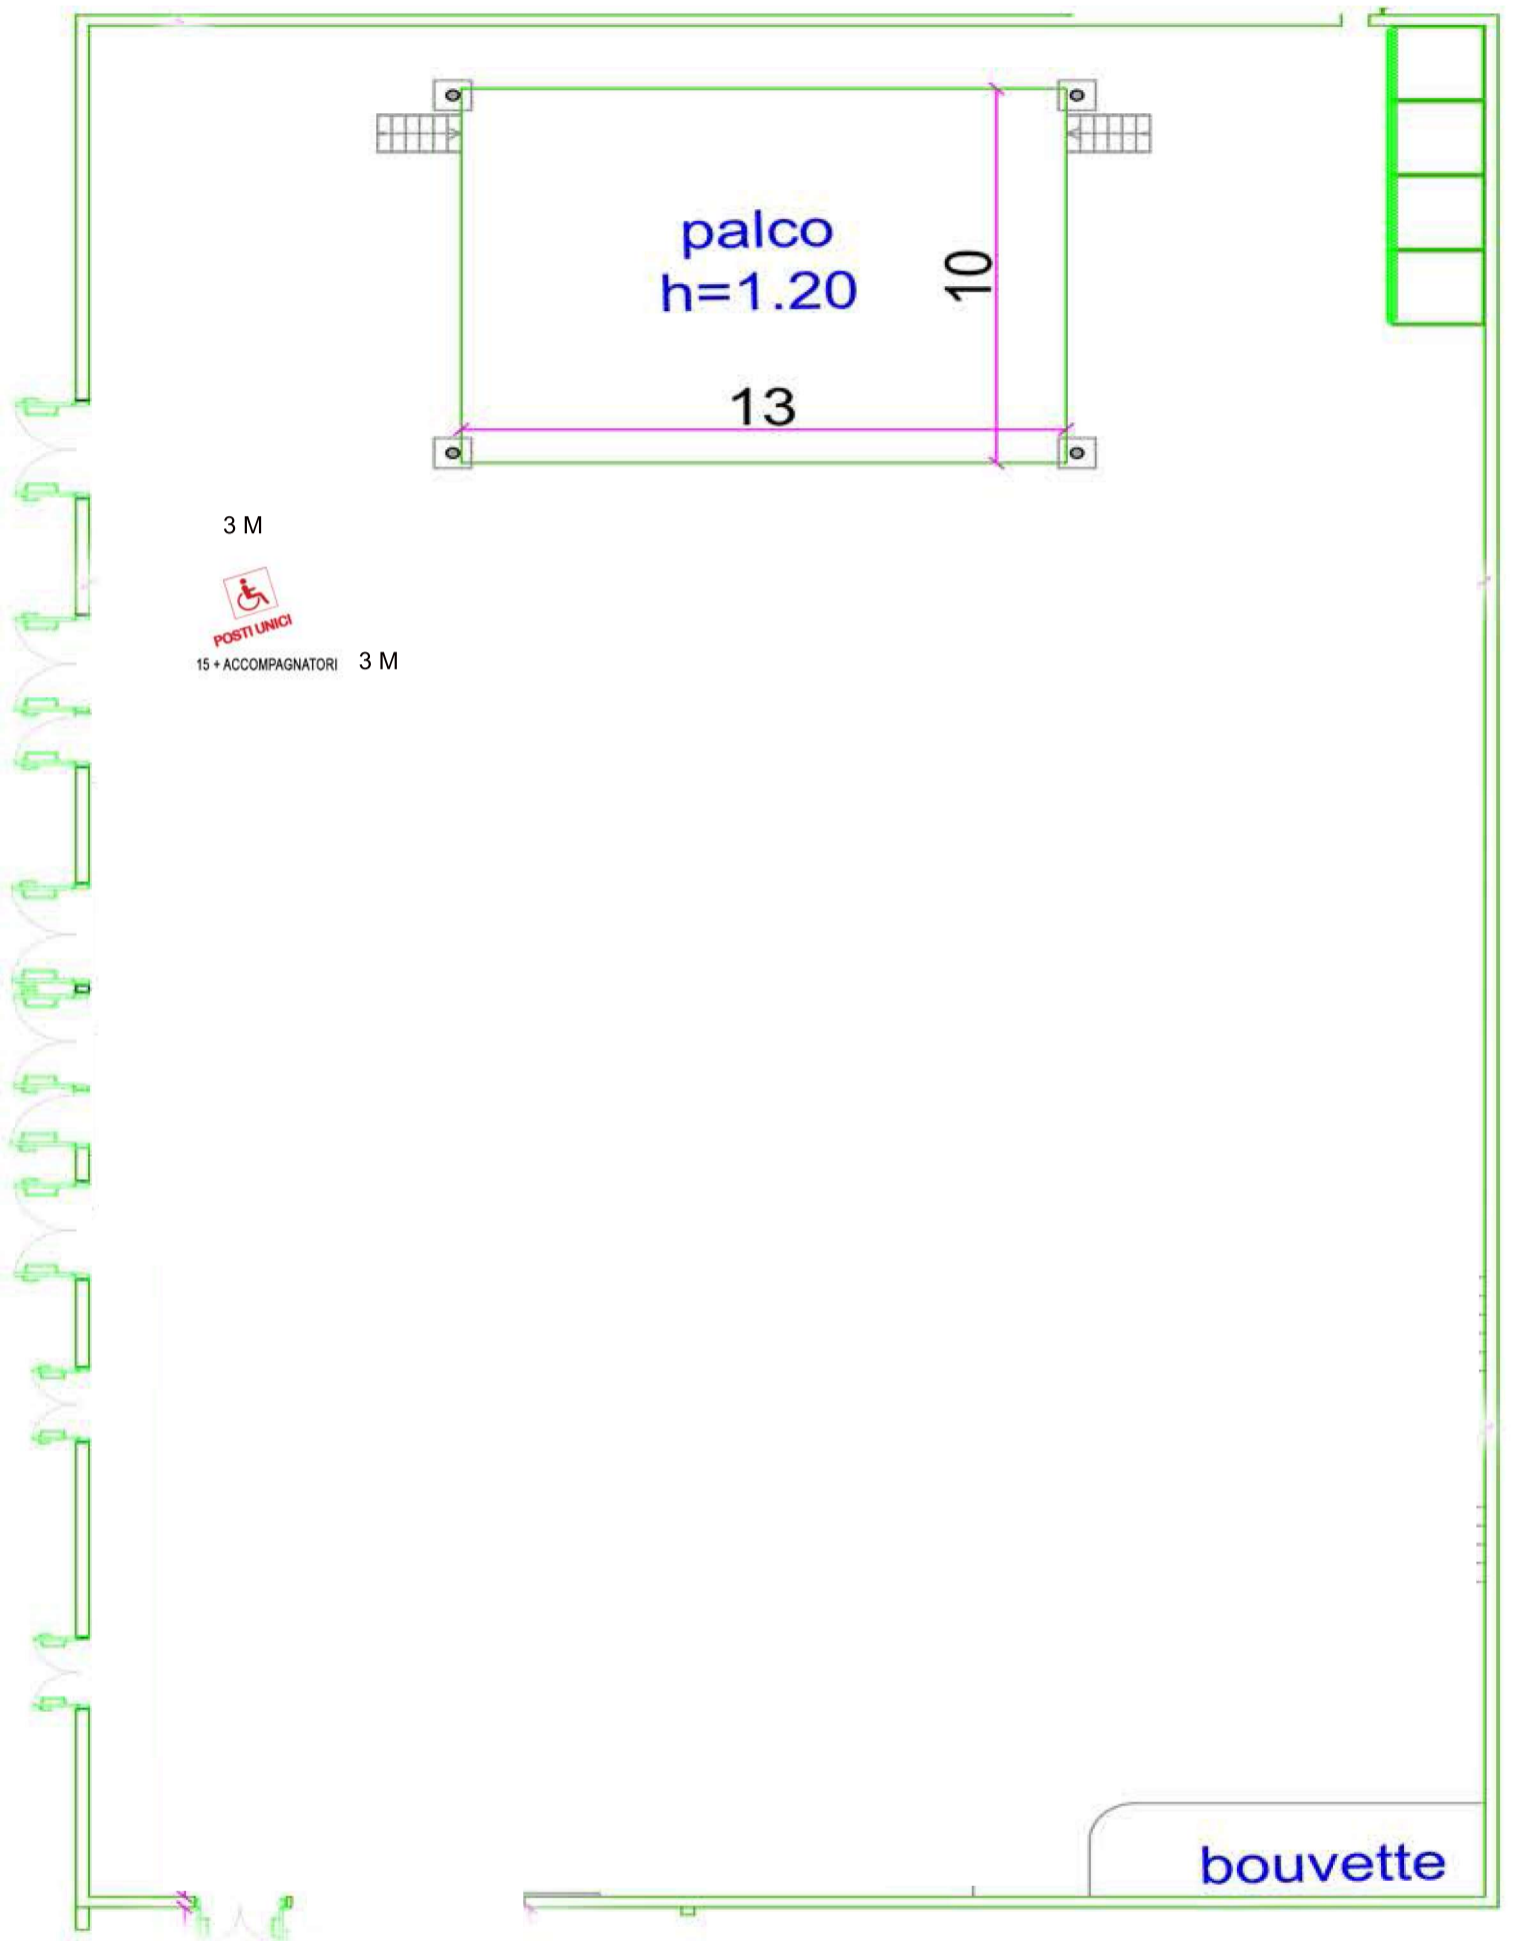 palco
h=1.20
10
13
3 M
POSTI UNICI
15 + ACCOMPAGNATORI
3 M
bouvette